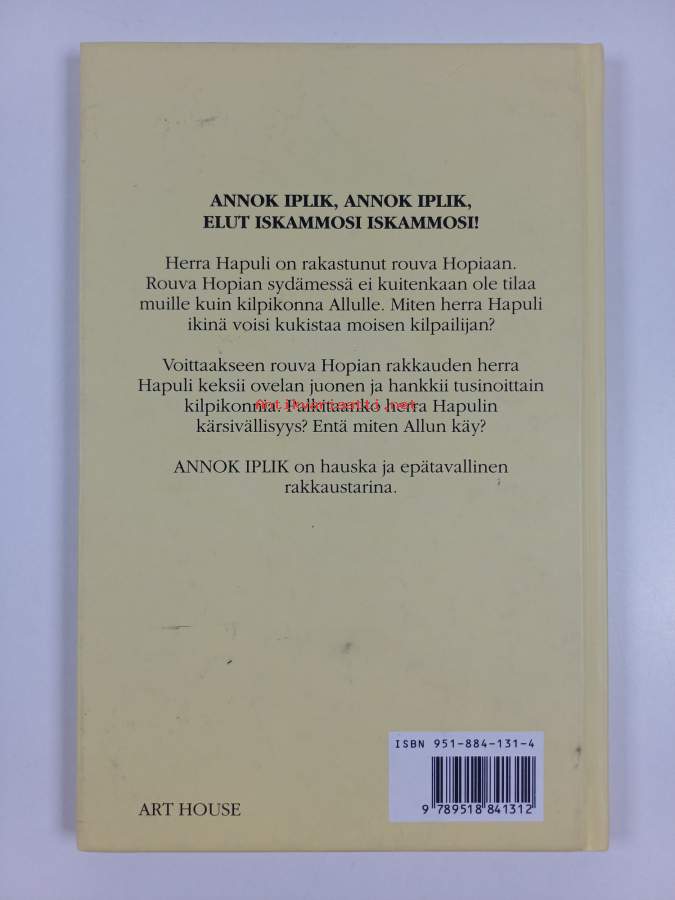 ANNOK IPLIK, ANNOK IPLIK,
ELUT ISKAMMOSI ISKAMMOSI!
Herra Hapuli on rakastunut rouva Hopiaan.
Rouva Hopian sydämessä ei kuitenkaan ole tilaa
muille kuin kilpikonna Allulle. Miten herra Hapuli
ikinä voisi kukistaa moisen kilpailijan?
Voittaakseen rouva Hopian rakkauden herra
Hapuli keksii ovelan juonen ja hankkii tusinoittain
kilpikonnia. Palkitaanko herra Hapulin
Antikvariaatti.net
kärsivällisyys? Entä miten Allun käy?
ANNOK IPLIK on hauska ja epätavallinen
rakkaustarina.
ISBN 951-884-131-4
9 789518 841312
ART HOUSE